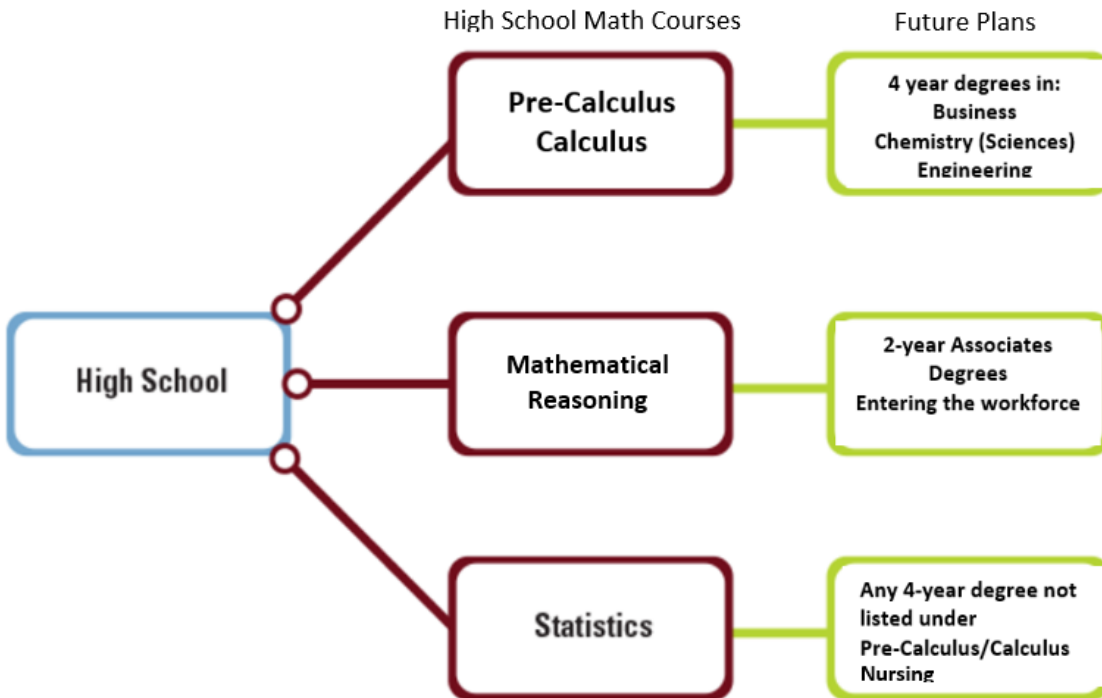 High School Math Courses
Future Plans
Pre-Calculus
Calculus
4 year degrees in:
Business
Chemistry (Sciences)
Engineering
High School
Mathematical
Reasoning
2-year Associates
Degrees
Entering the workforce
Statistics
Any 4-year degree not
listed under
Pre-Calculus/Calculus
Nursing